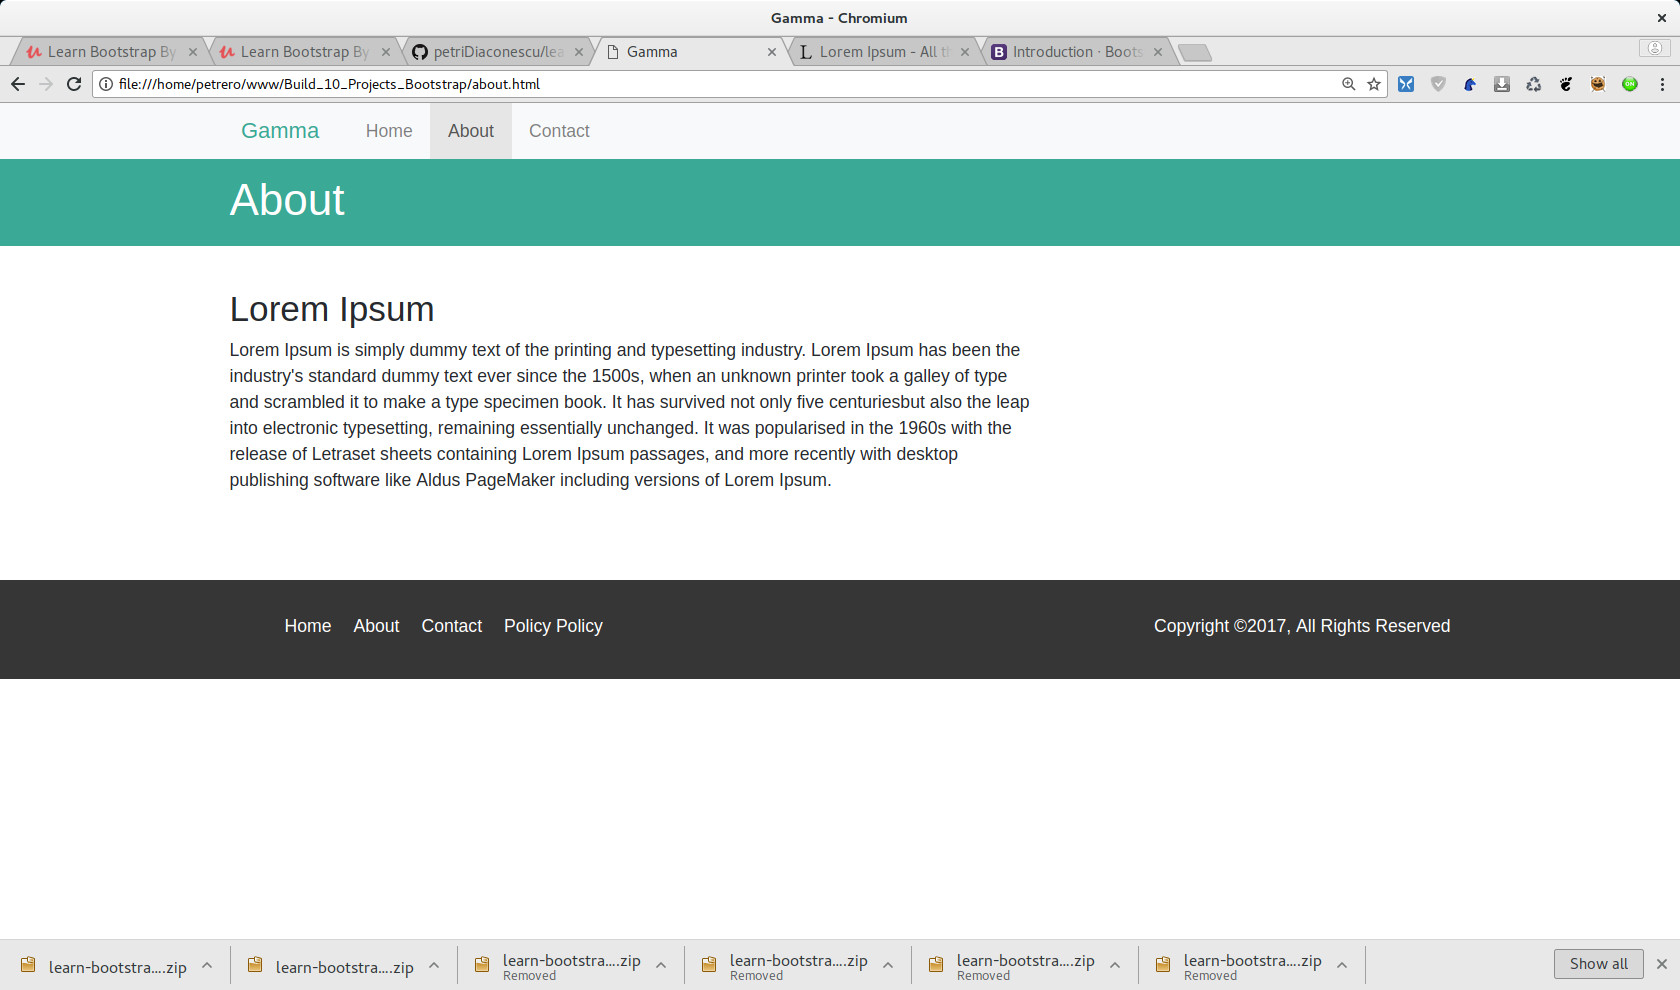 Gamma - Chromium
Learn Bootstrap By
Learn Bootstrap By
petriDiaconescu/lea
Gamma
Lorem Ipsum - All t
Introduction · Boots
file:///home/petrero/www/Build_10_Projects_Bootstrap/about.html
Gamma Home About Contact
About
Lorem Ipsum
Lorem Ipsum is simply dummy text of the printing and typesetting industry. Lorem Ipsum has been the
industry's standard dummy text ever since the 1500s, when an unknown printer took a galley of type
and scrambled it to make a type specimen book. It has survived not only five centuriesbut also the leap
into electronic typesetting, remaining essentially unchanged. It was popularised in the 1960s with the
release of Letraset sheets containing Lorem Ipsum passages, and more recently with desktop
publishing software like Aldus PageMaker including versions of Lorem Ipsum.
Home About Contact Policy Policy
Copyright ©2017, All Rights Reserved
learn-bootstra....zip
learn-bootstra....zip
learn-bootstra....zip
Removed
learn-bootstra....zip
Removed
learn-bootstra....zip
Removed
learn-bootstra....zip
Removed
Show all